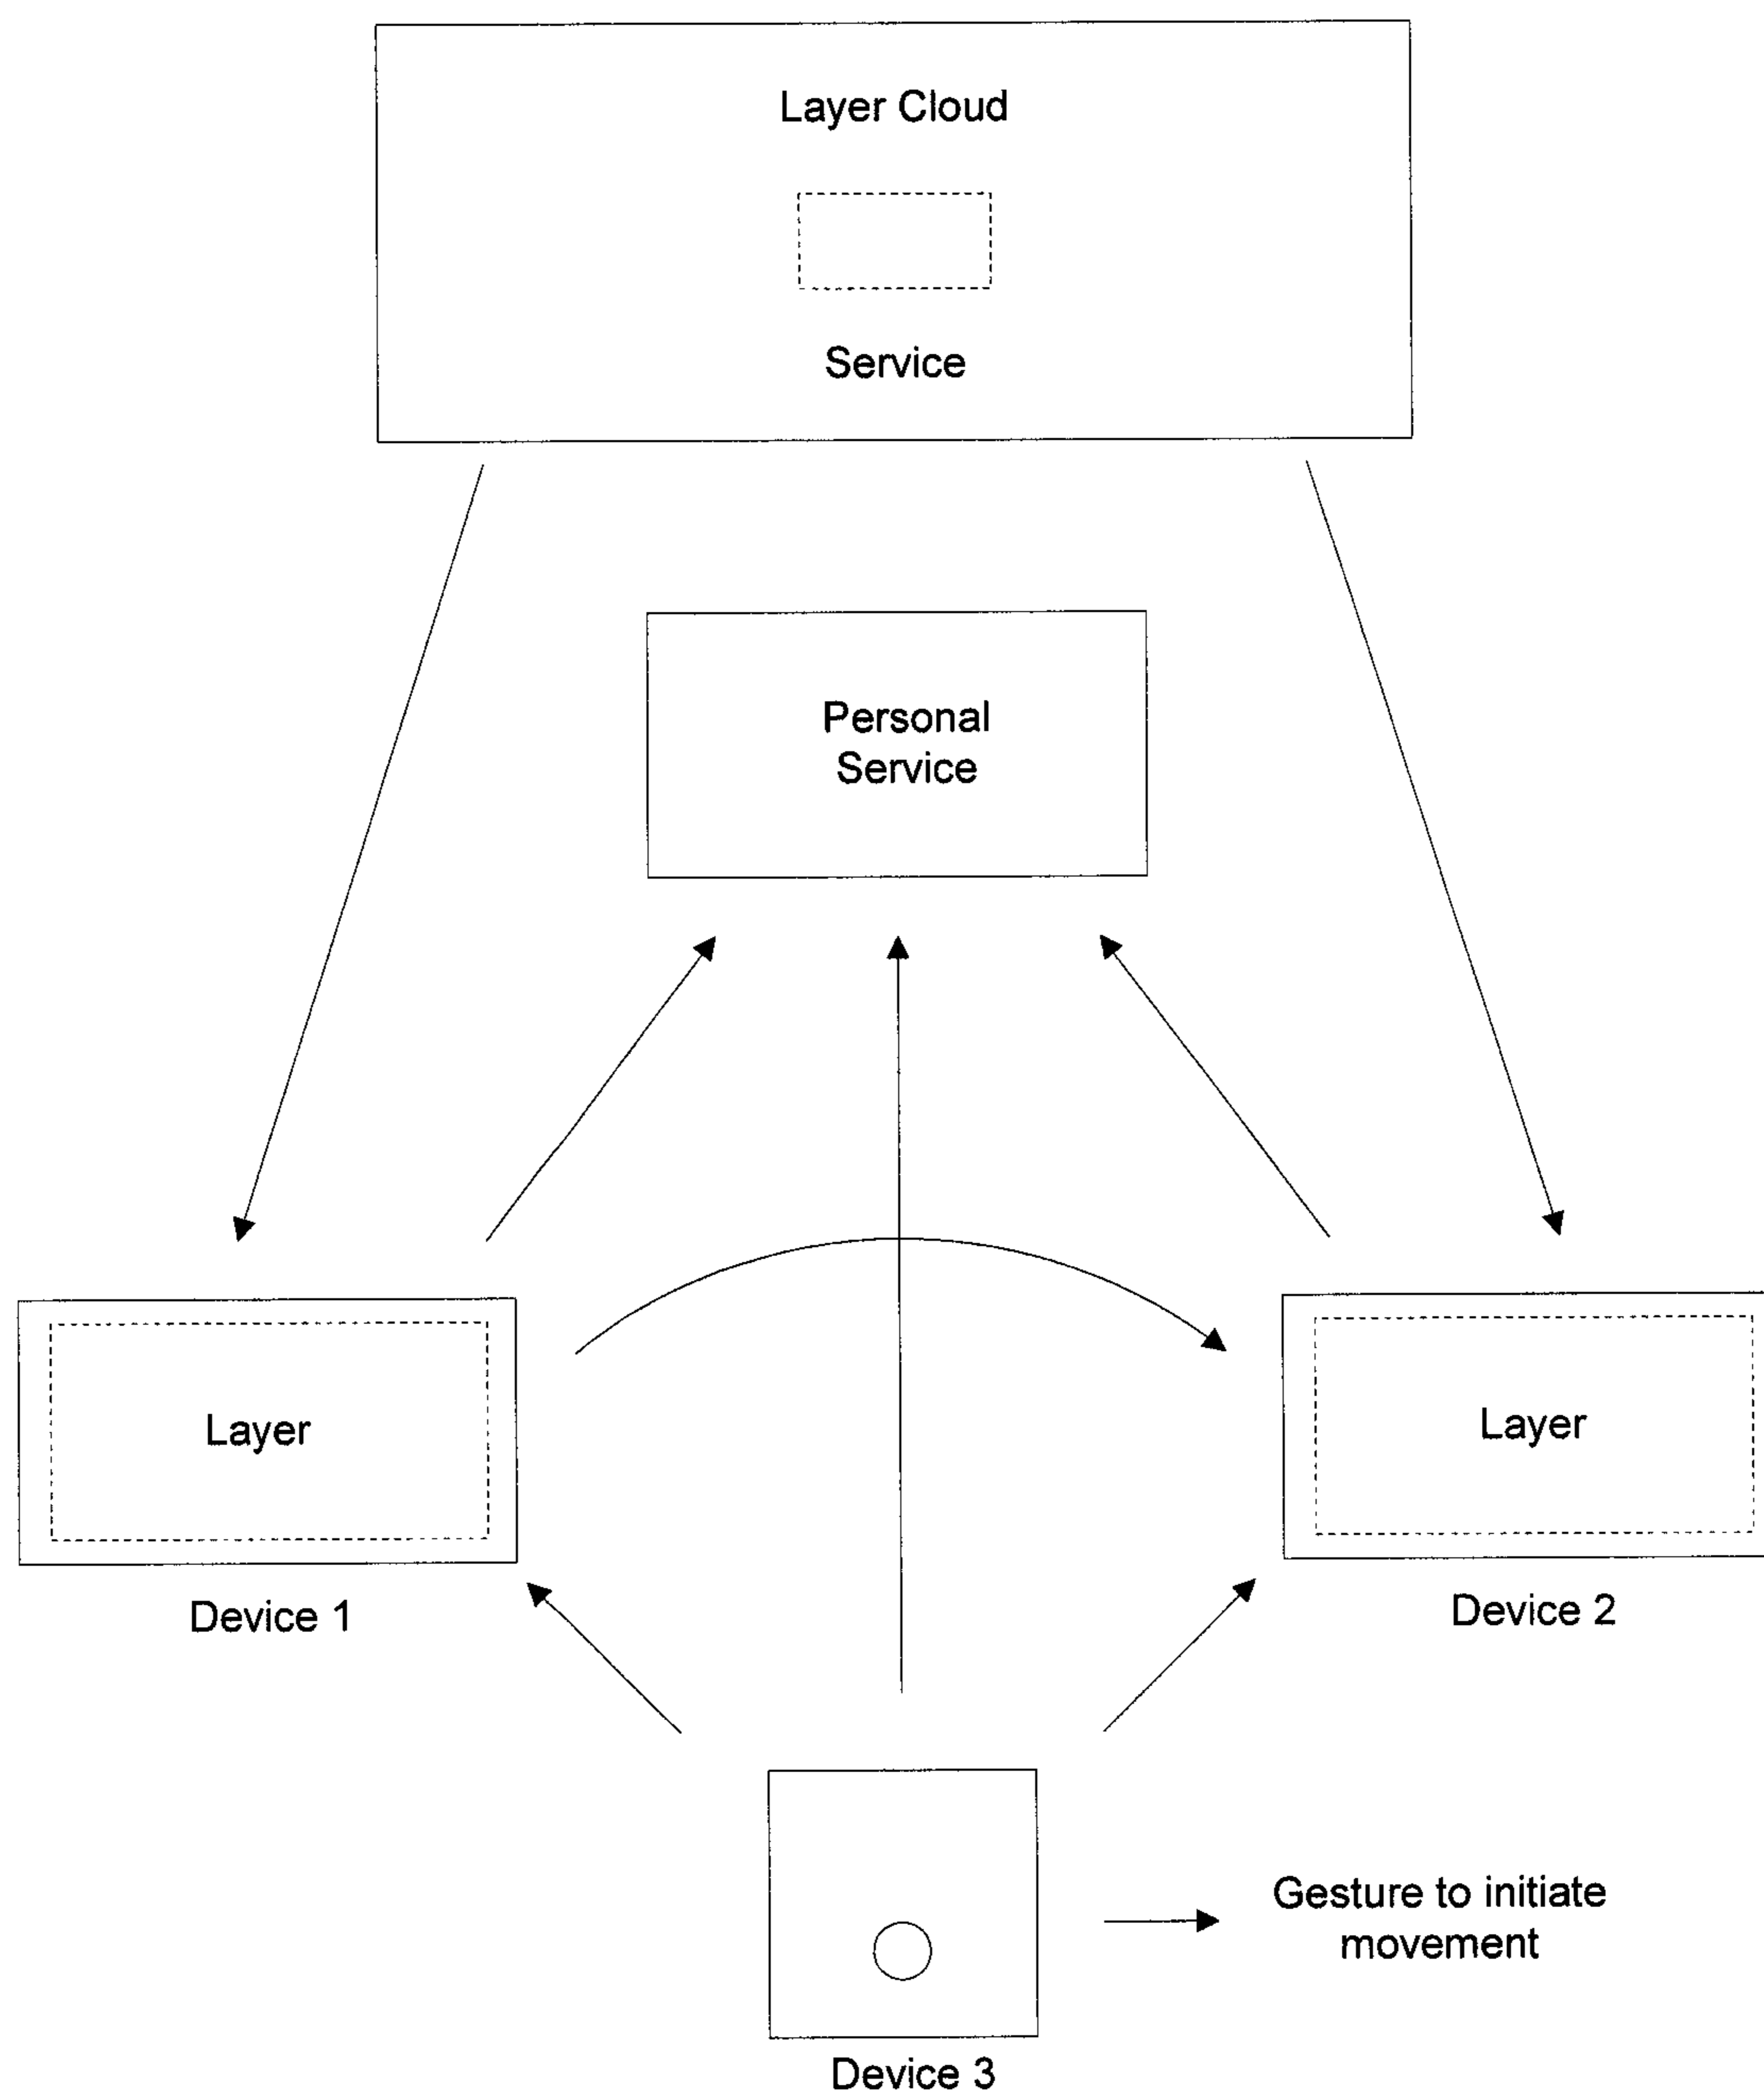 Layer Cloud
Service
Personal
Service
Layer
Layer
Device 1
Device 2
Gesture to initiate
movement
Device 3